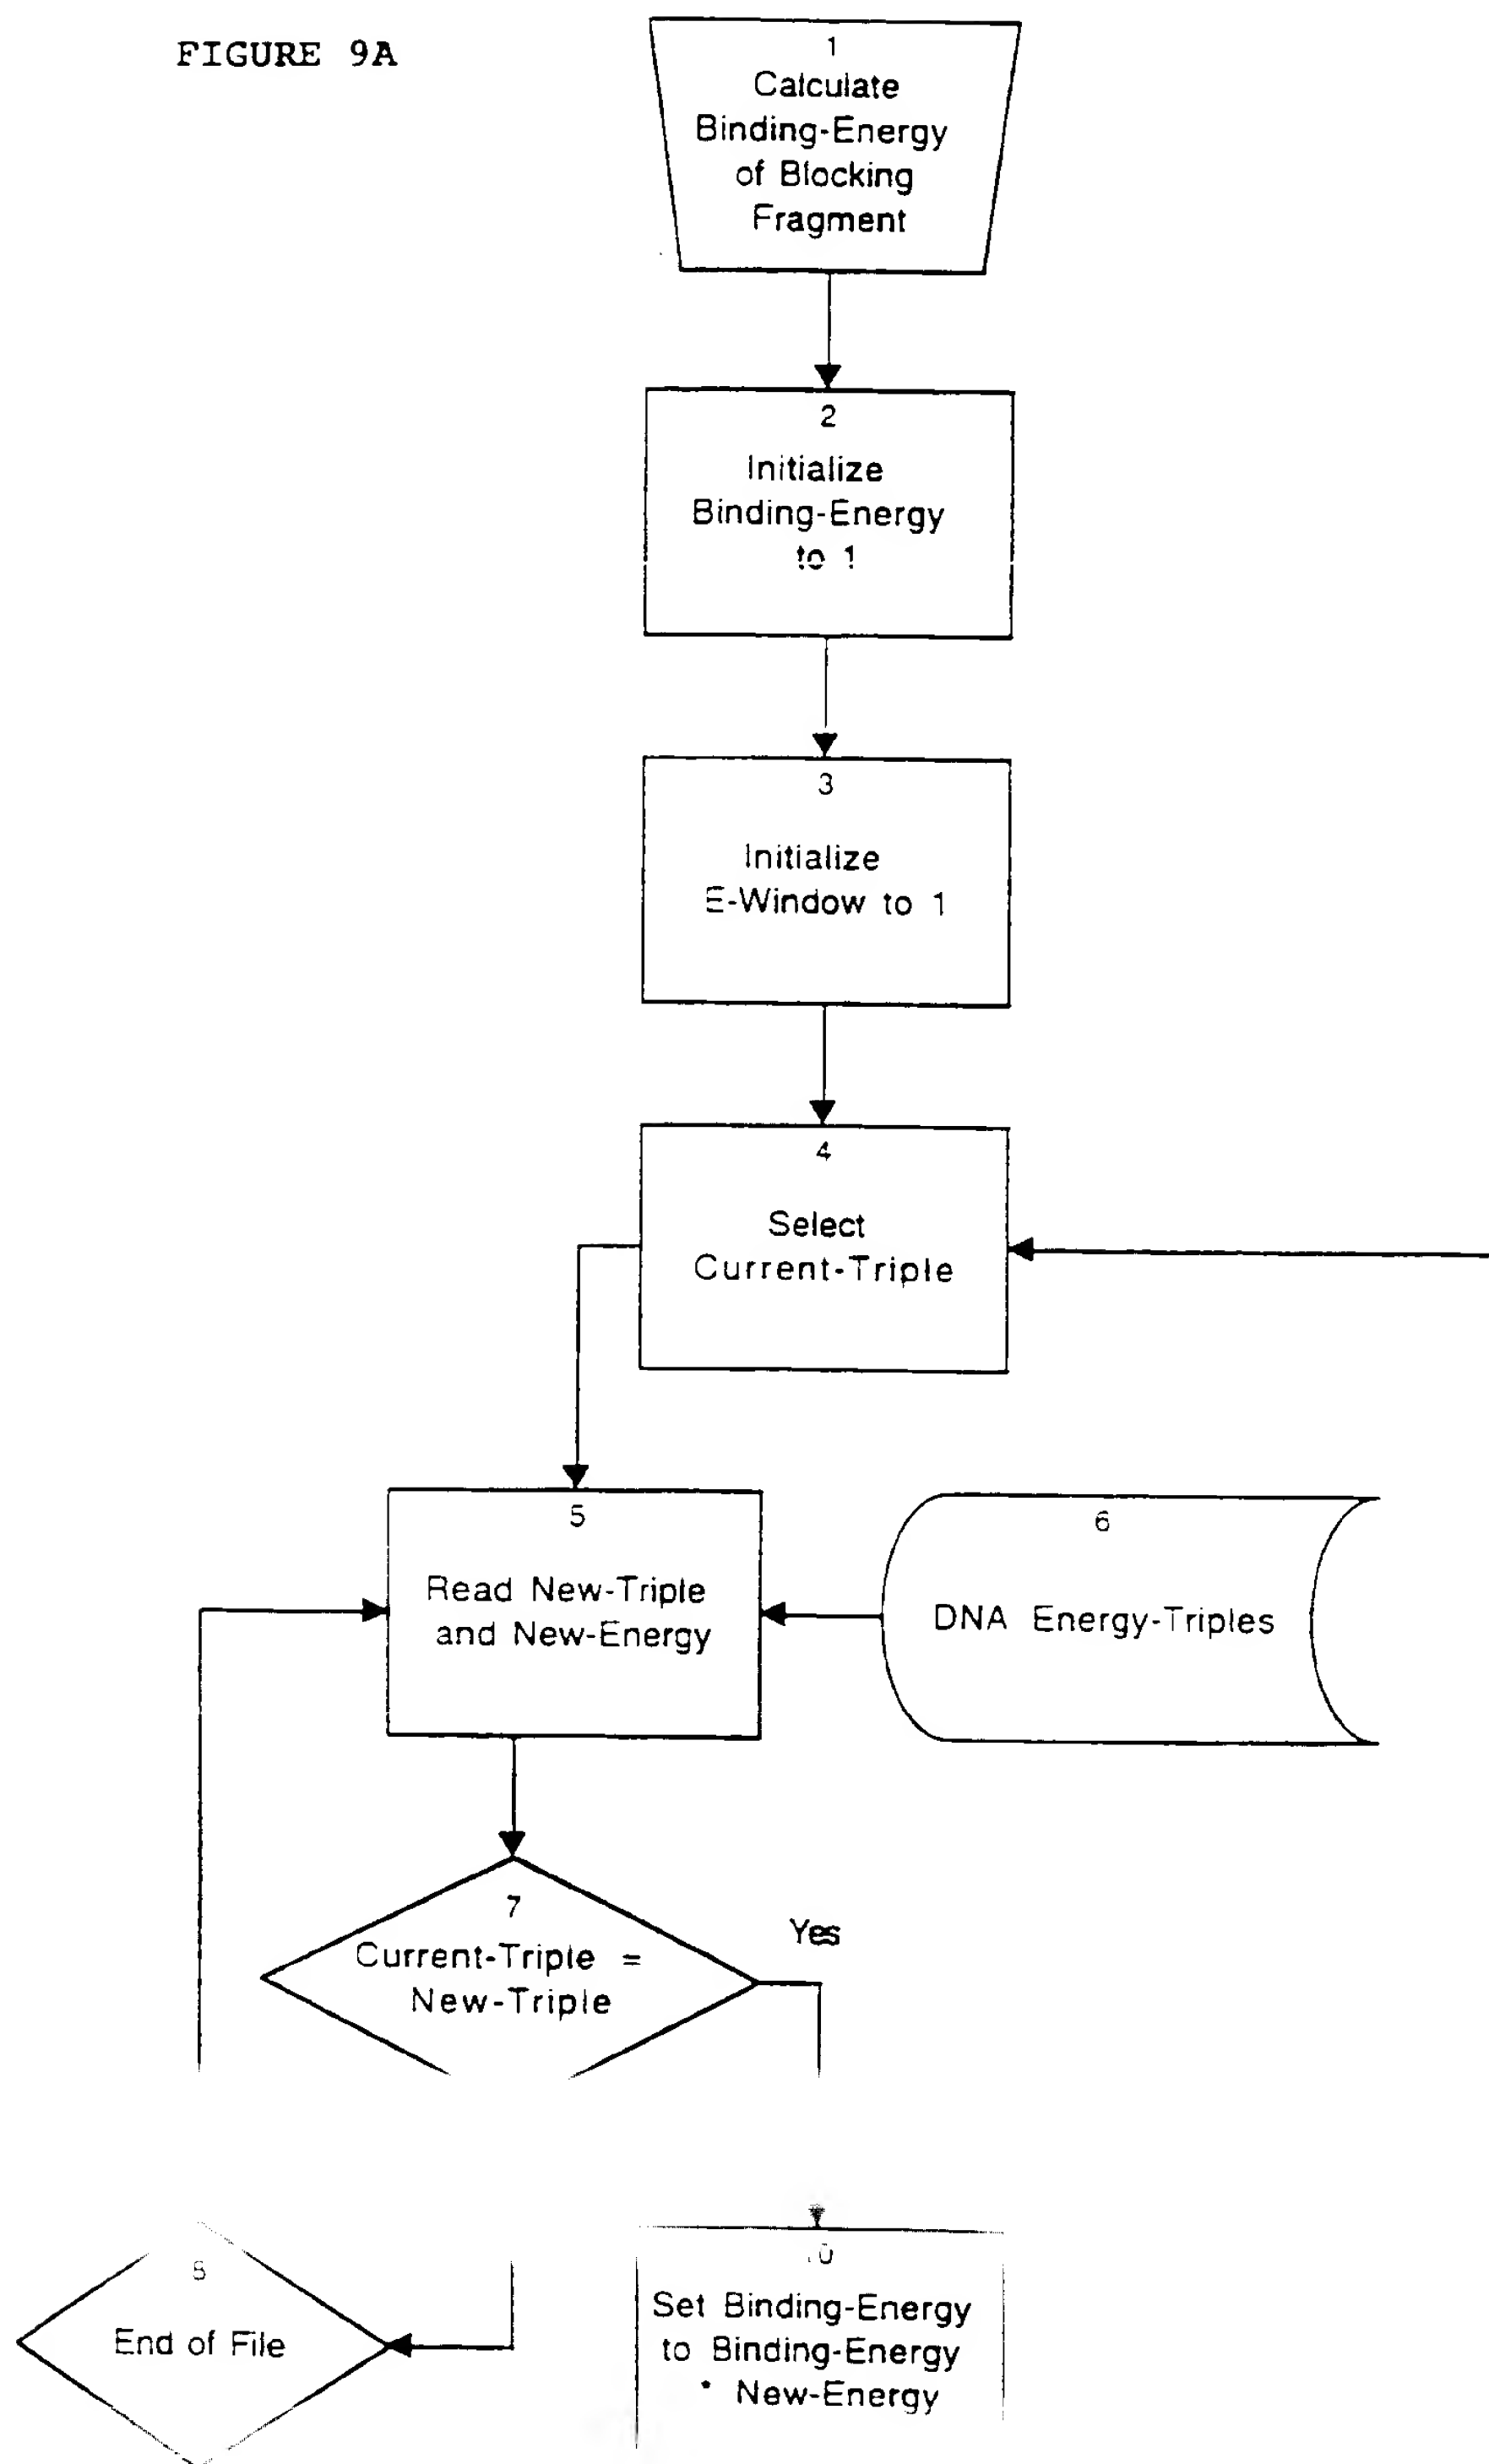 FIGURE 9A
1
Calculate
Binding-Energy
of Blocking
Fragment
2
Initialize
Binding-Energy
to 1
3
Initialize
E-Window to 1
4
Select
Current-Triple
5
Read New-Triple
and New-Energy
6
DNA Energy-Triples
7
Current-Triple =
New-Triple
Yes
8
End of File
Set Binding-Energy
to Binding-Energy
* New-Energy